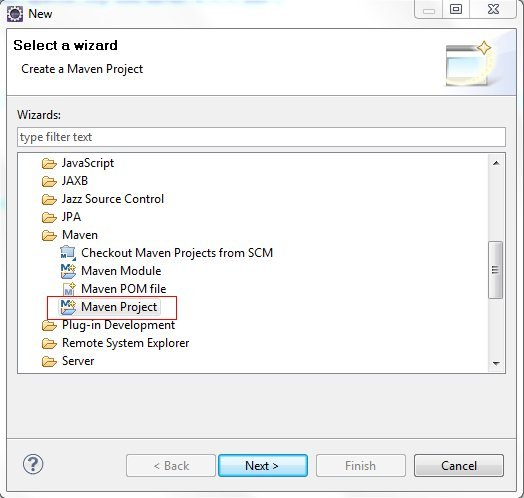 New
Select a wizard
Create a Maven Project
Wizards:
type filter text
JavaScript
JAXB
Jazz Source Control
JPA
Maven
Checkout Maven Projects from SCM
Maven Module
Maven POM file
Maven Project
Plug-in Development
Remote System Explorer
Server
?
< Back
Next >
Finish
Cancel